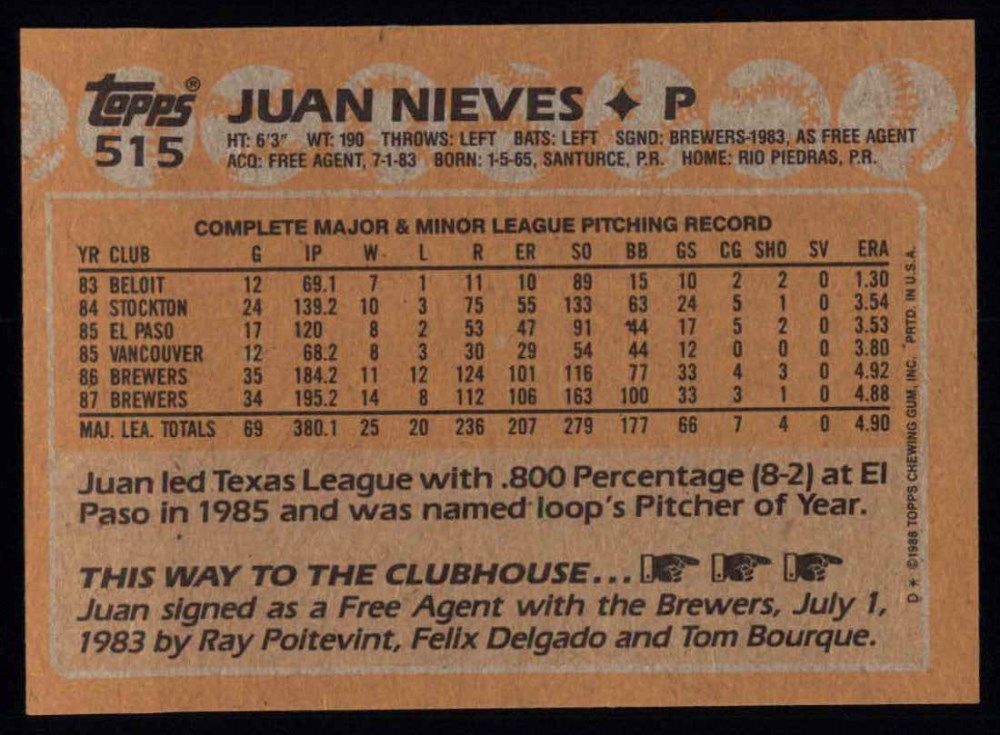 Topps® JUAN NIEVES ✦ P
515 HT: 6'3" WT: 190 THROWS: LEFT BATS: LEFT SGND: BREWERS-1983, AS FREE AGENT
ACQ: FREE AGENT, 7-1-83 BORN: 1-5-65, SANTURCE, P.R. HOME: RIO PIEDRAS, P.R.
COMPLETE MAJOR & MINOR LEAGUE PITCHING RECORD
YR CLUB G IP W L R ER SO BB GS CG SHO SV ERA
83 BELOIT 12 69.1 7 1 11 10 89 15 10 2 2 0 1.30
84 STOCKTON 24 139.2 10 3 75 55 133 63 24 5 1 0 3.54
85 EL PASO 17 120 8 2 53 47 91 44 17 5 2 0 3.53
85 VANCOUVER 12 68.2 8 3 30 29 54 44 12 0 0 0 3.80
86 BREWERS 35 184.2 11 12 124 101 116 77 33 4 3 0 4.92
87 BREWERS 34 195.2 14 8 112 106 163 100 33 3 1 0 4.88
MAJ. LEA. TOTALS 69 380.1 25 20 236 207 279 177 66 7 4 0 4.90
Juan led Texas League with .800 Percentage (8-2) at El
Paso in 1985 and was named loop's Pitcher of Year.
THIS WAY TO THE CLUBHOUSE...
Juan signed as a Free Agent with the Brewers, July 1,
1983 by Ray Poitevint, Felix Delgado and Tom Bourque.
D* ©1988 TOPPS CHEWING GUM, INC. PRTD. IN U.S.A.